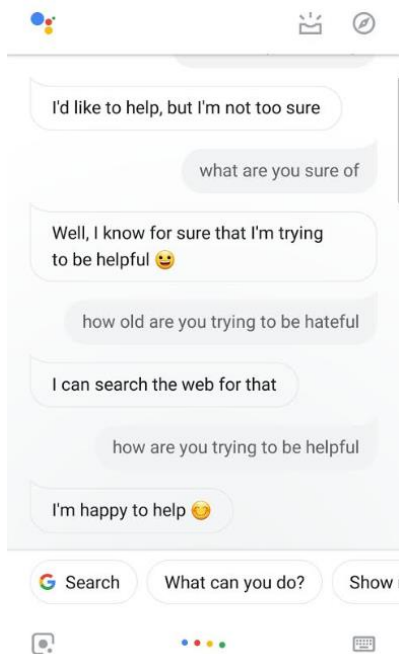 I'd like to help, but I'm not too sure
what are you sure of
Well, I know for sure that I'm trying
to be helpful 😀
how old are you trying to be hateful
I can search the web for that
how are you trying to be helpful
I'm happy to help 😊
Search
What can you do?
Show